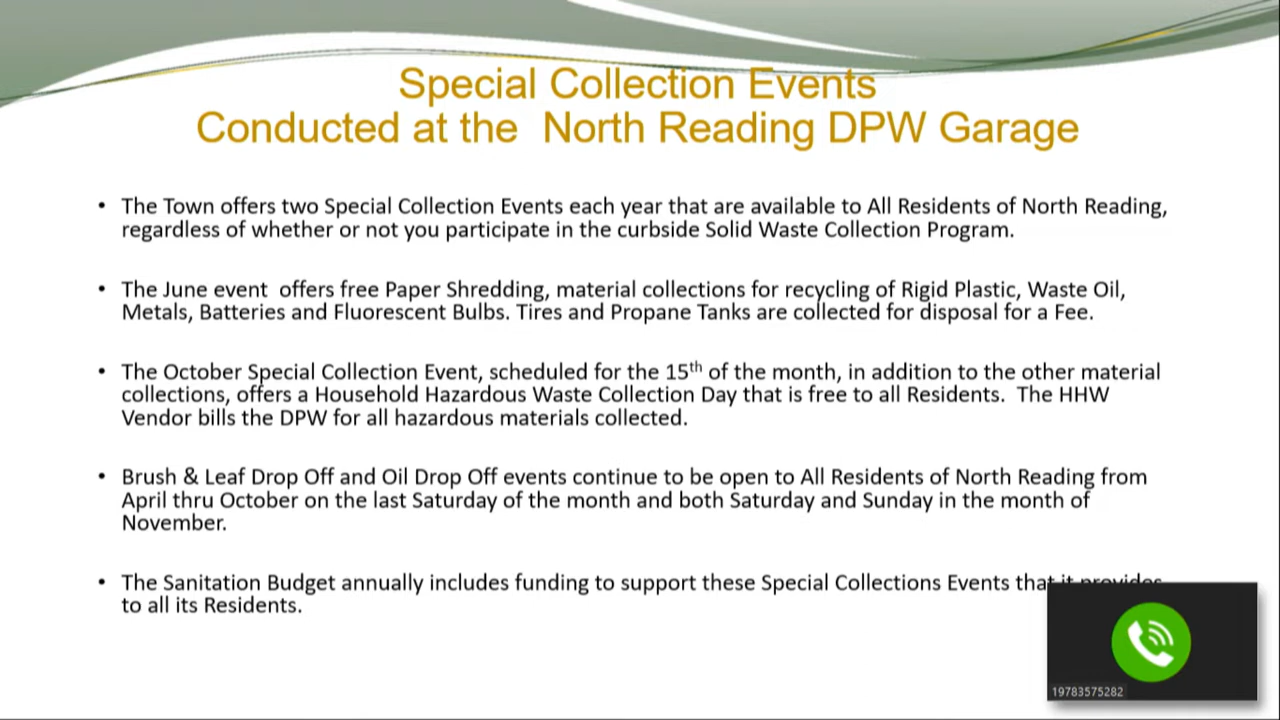 Special Collection Events
Conducted at the  North Reading DPW Garage
• The Town offers two Special Collection Events each year that are available to All Residents of North Reading,
regardless of whether or not you participate in the curbside Solid Waste Collection Program.
• The June event  offers free Paper Shredding, material collections for recycling of Rigid Plastic, Waste Oil,
Metals, Batteries and Fluorescent Bulbs. Tires and Propane Tanks are collected for disposal for a Fee.
• The October Special Collection Event, scheduled for the 15th of the month, in addition to the other material
collections, offers a Household Hazardous Waste Collection Day that is free to all Residents.  The HHW
Vendor bills the DPW for all hazardous materials collected.
• Brush & Leaf Drop Off and Oil Drop Off events continue to be open to All Residents of North Reading from
April thru October on the last Saturday of the month and both Saturday and Sunday in the month of
November.
• The Sanitation Budget annually includes funding to support these Special Collections Events that it provides
to all its Residents.
19783575282